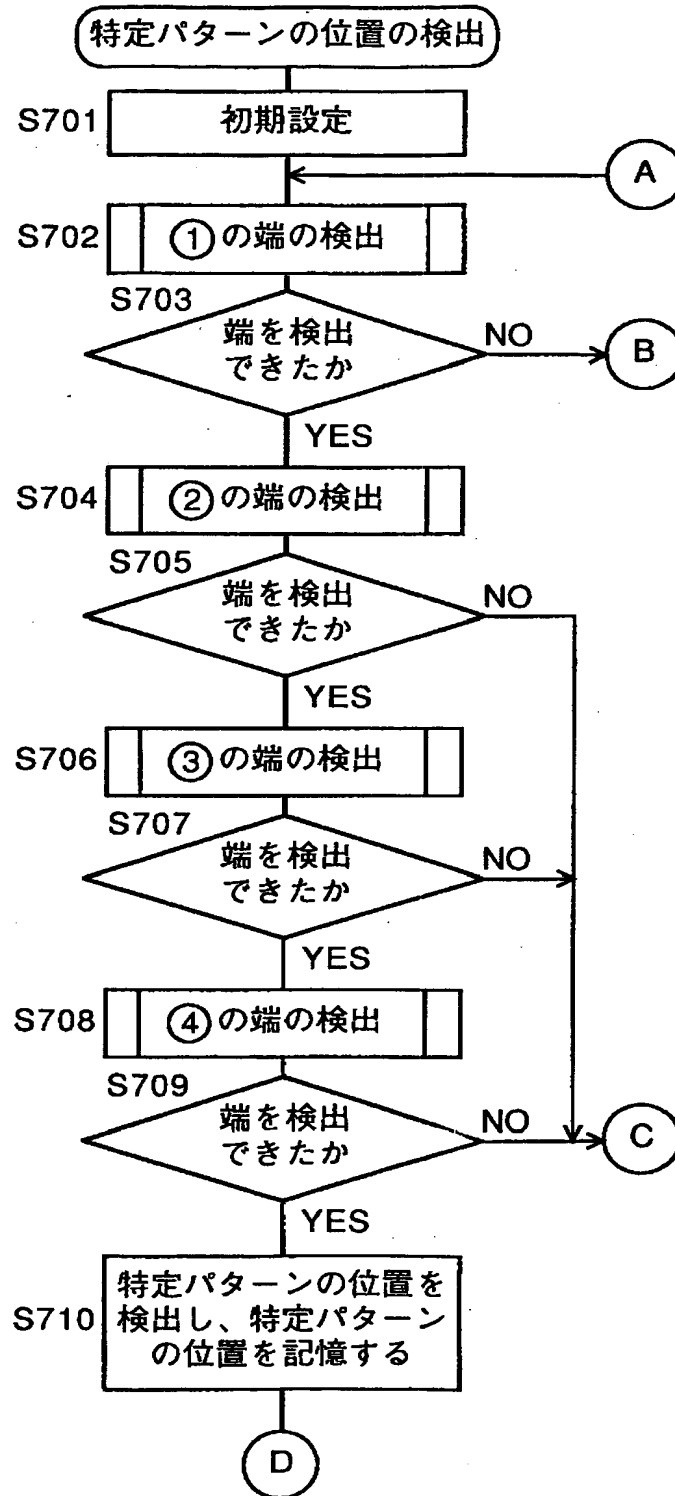 特定パターンの位置の検出
S701
初期設定
A
S702
①の端の検出
S703
端を検出
できたか
NO
B
YES
S704
②の端の検出
S705
端を検出
できたか
NO
YES
S706
③の端の検出
S707
端を検出
できたか
NO
YES
S708
④の端の検出
S709
端を検出
できたか
NO
C
YES
S710
特定パターンの位置を
検出し、特定パターン
の位置を記憶する
D